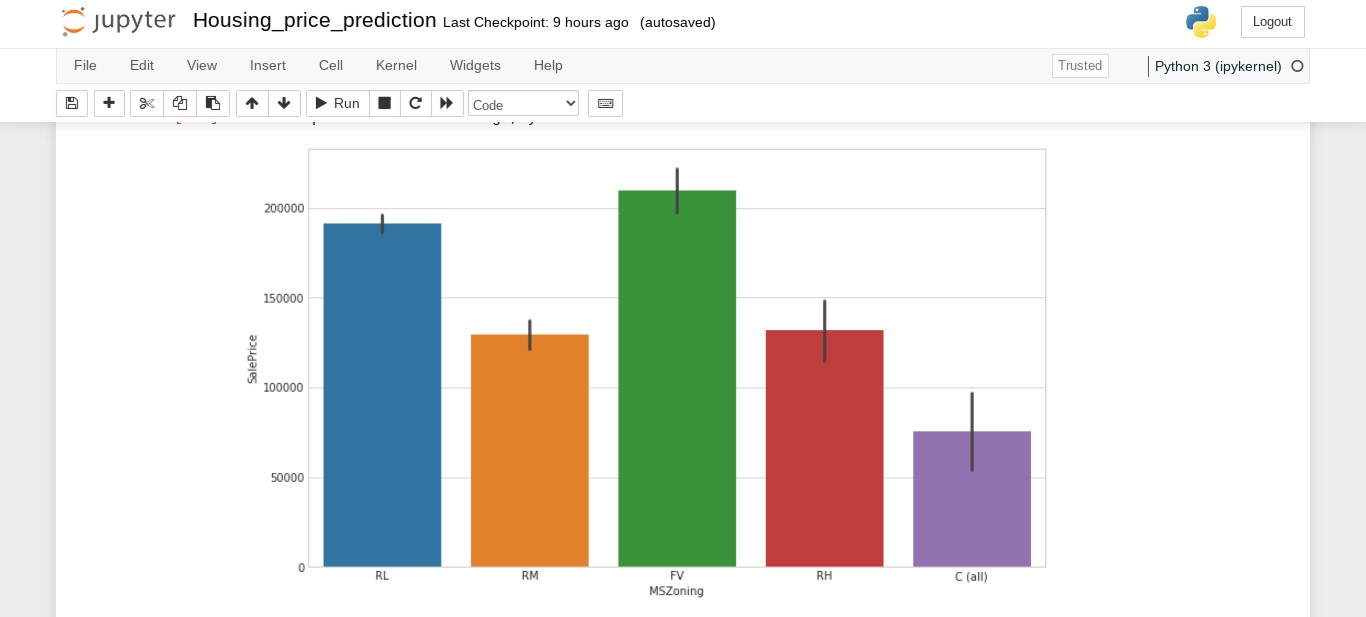 jupyter Housing_price_prediction Last Checkpoint: 9 hours ago (autosaved) Logout
File Edit View Insert Cell Kernel Widgets Help Trusted Python 3 (ipykernel)
Run Code
200000
150000
100000
50000
0
SalePrice
RL RM FV RH C (all)
MSZoning